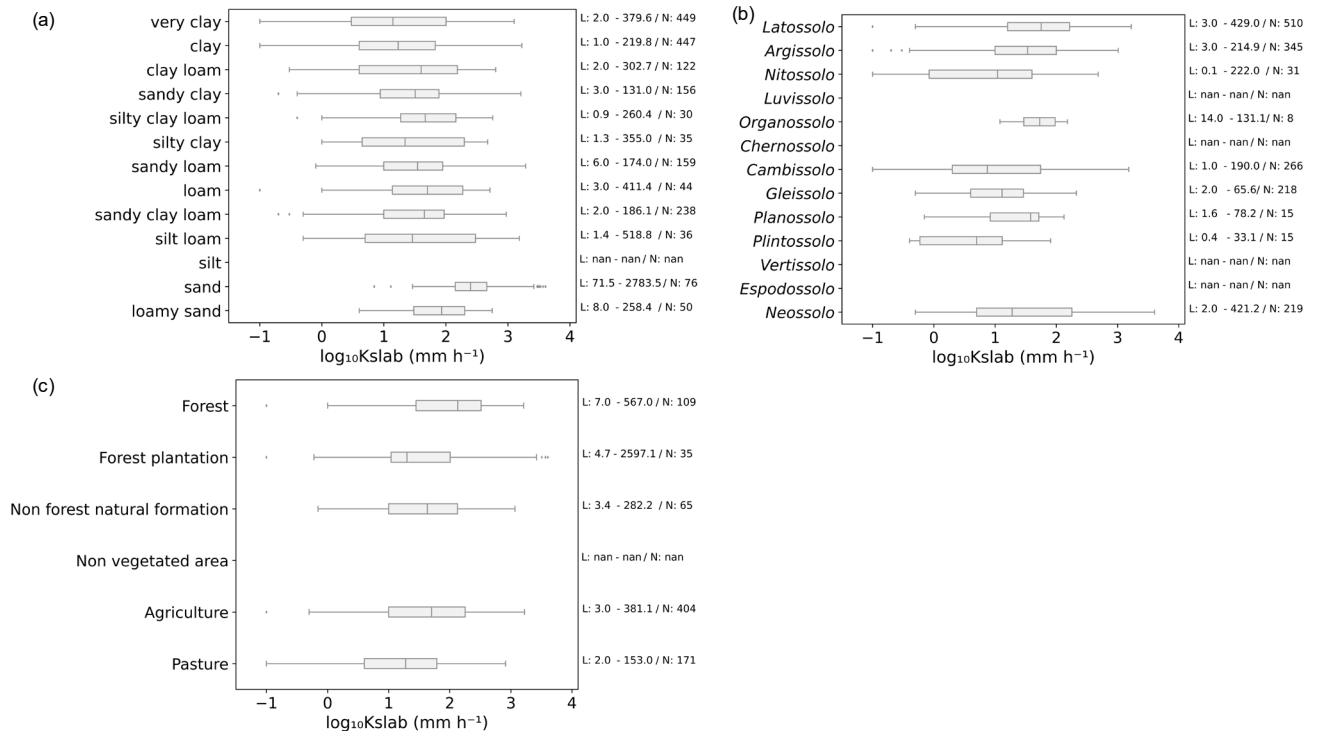 (a)
very clay L: 2.0 - 379.6 / N: 449
clay L: 1.0 - 219.8 / N: 447
clay loam L: 2.0 - 302.7 / N: 122
sandy clay L: 3.0 - 131.0 / N: 156
silty clay loam L: 0.9 - 260.4 / N: 30
silty clay L: 1.3 - 355.0 / N: 35
sandy loam L: 6.0 - 174.0 / N: 159
loam L: 3.0 - 411.4 / N: 44
sandy clay loam L: 2.0 - 186.1 / N: 238
silt loam L: 1.4 - 518.8 / N: 36
silt L: nan - nan / N: nan
sand L: 71.5 - 2783.5 / N: 76
loamy sand L: 8.0 - 258.4 / N: 50
−1 0 1 2 3 4
log₁₀Kslab (mm h⁻¹)
(b)
Latossolo L: 3.0 - 429.0 / N: 510
Argissolo L: 3.0 - 214.9 / N: 345
Nitossolo L: 0.1 - 222.0 / N: 31
Luvissolo L: nan - nan / N: nan
Organossolo L: 14.0 - 131.1/ N: 8
Chernossolo L: nan - nan / N: nan
Cambissolo L: 1.0 - 190.0 / N: 266
Gleissolo L: 2.0 - 65.6/ N: 218
Planossolo L: 1.6 - 78.2 / N: 15
Plintossolo L: 0.4 - 33.1 / N: 15
Vertissolo L: nan - nan / N: nan
Espodossolo L: nan - nan / N: nan
Neossolo L: 2.0 - 421.2 / N: 219
−1 0 1 2 3 4
log₁₀Kslab (mm h⁻¹)
(c)
Forest L: 7.0 - 567.0 / N: 109
Forest plantation L: 4.7 - 2597.1 / N: 35
Non forest natural formation L: 3.4 - 282.2 / N: 65
Non vegetated area L: nan - nan / N: nan
Agriculture L: 3.0 - 381.1 / N: 404
Pasture L: 2.0 - 153.0 / N: 171
−1 0 1 2 3 4
log₁₀Kslab (mm h⁻¹)